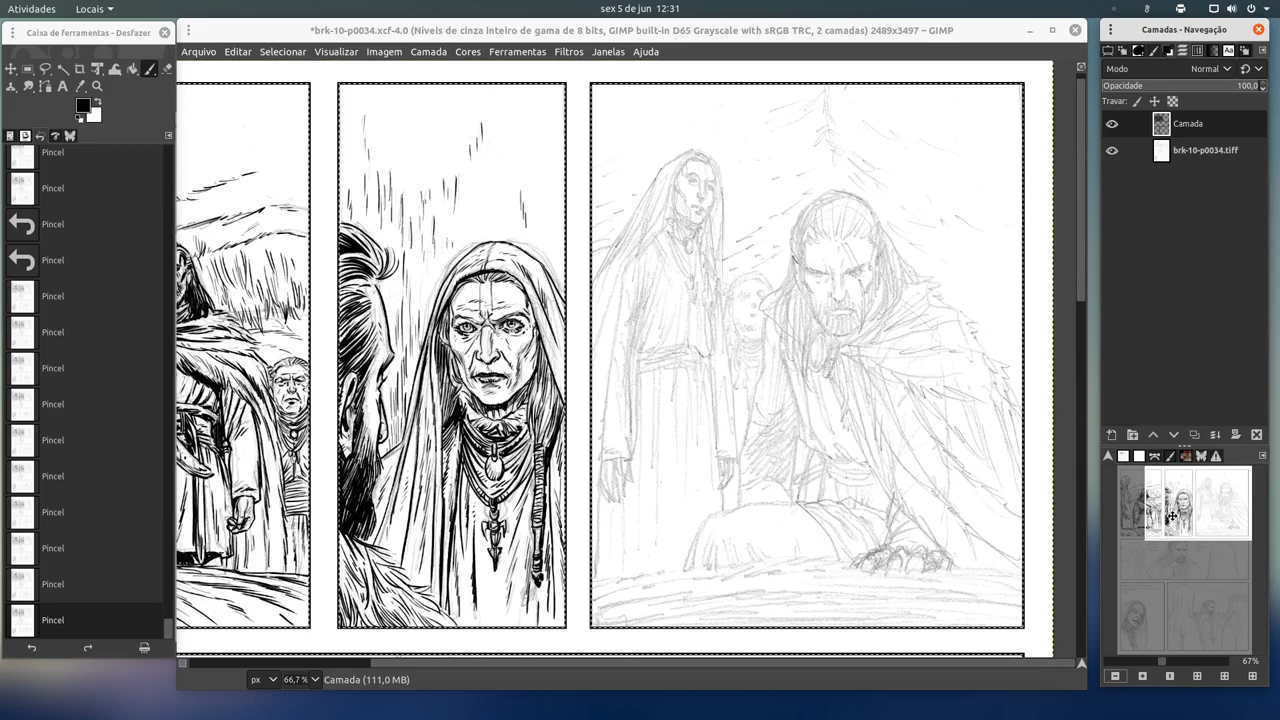 Atividades
Locais
sex 5 de jun  12:31
Caixa de ferramentas - Desfazer
*brk-10-p0034.xcf-4.0 (Níveis de cinza inteiros de gama de 8 bits, GIMP built-in D65 Grayscale with sRGB TRC, 2 camadas) 2489x3497 – GIMP
Camadas - Navegação
Arquivo Editar Selecionar Visualizar Imagem Camada Cores Ferramentas Filtros Janelas Ajuda
Modo Normal
Opacidade 100,0
Travar:
Camada
brk-10-p0034.tiff
Pincel
Pincel
Pincel
Pincel
Pincel
Pincel
Pincel
Pincel
Pincel
Pincel
Pincel
Pincel
Pincel
Pincel
67%
px 66,7 % Camada (111,0 MB)